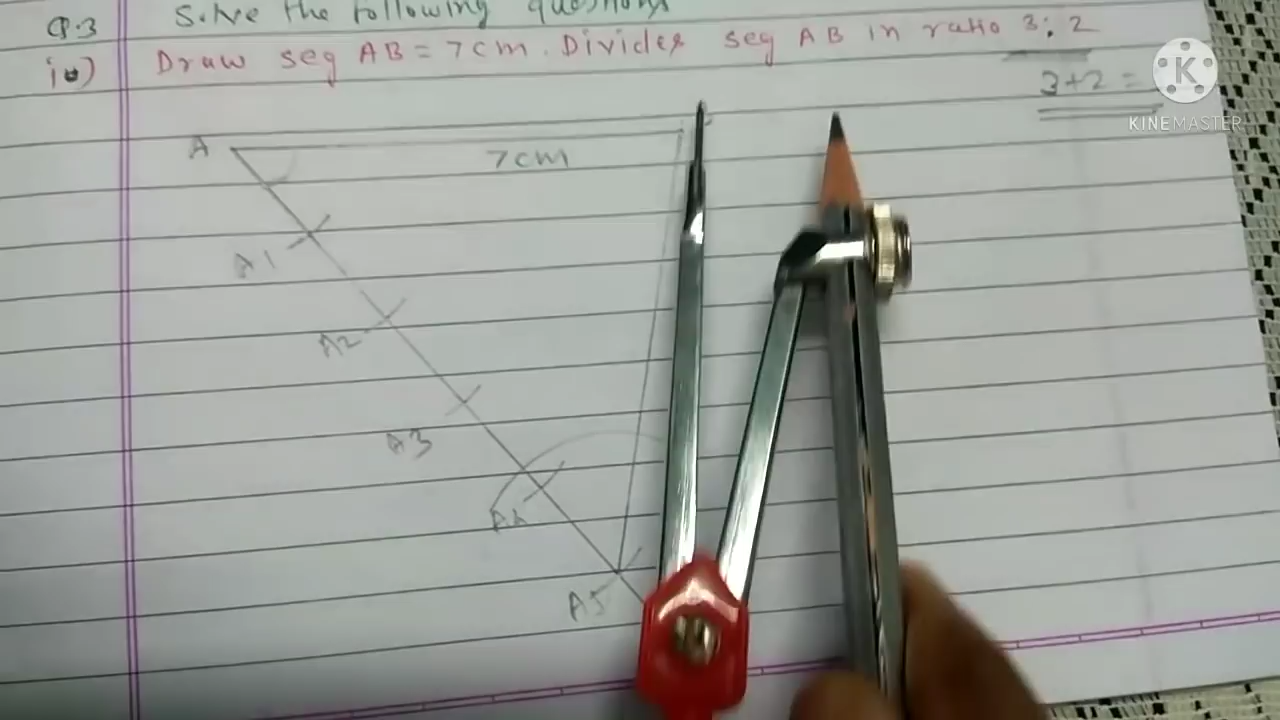 Q.3 Solve the following questions
iv) Draw seg AB = 7cm. Divides seg AB in ratio 3:2
3+2 =
K
KINEMASTER
A
7cm
A1
A2
A3
A4
A5